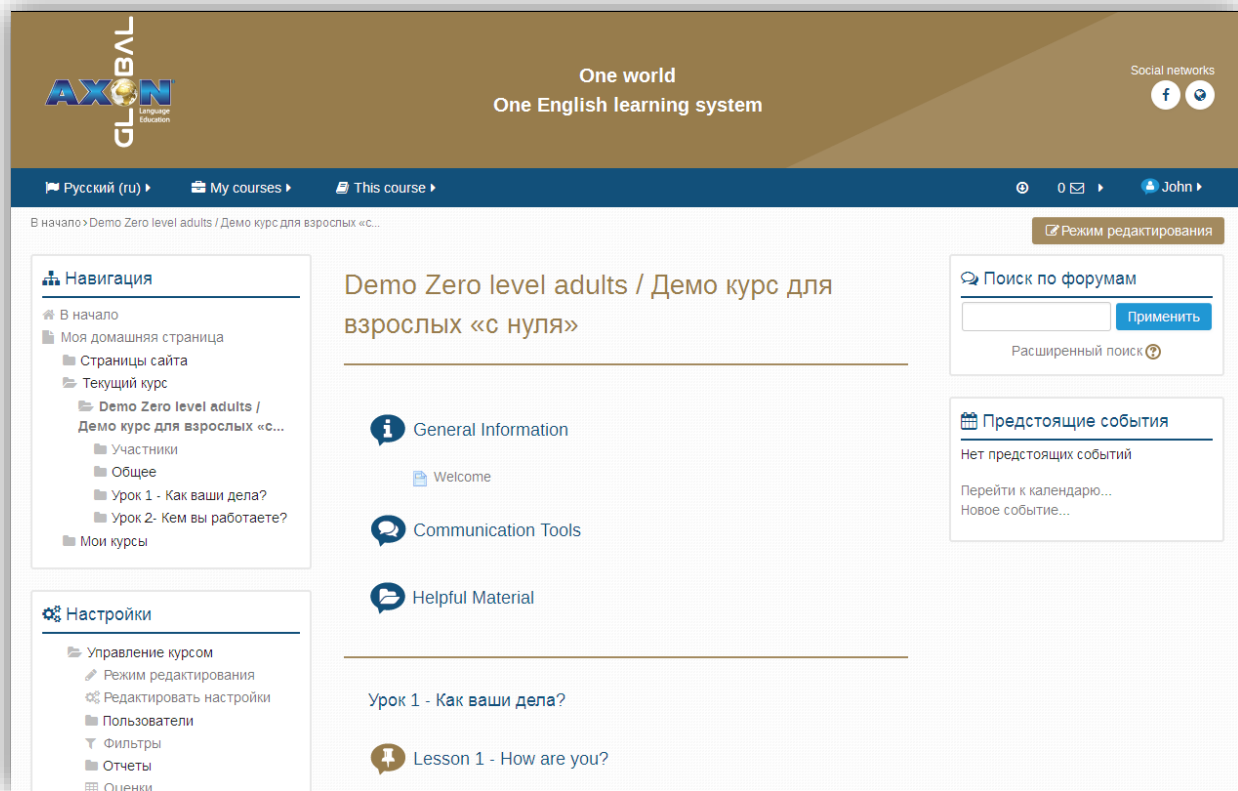 GLOBAL
AXON
Language
Education
One world
One English learning system
Social networks
Русский (ru)
My courses
This course
0
John
В начало › Demo Zero level adults / Демо курс для взрослых «с...
Режим редактирования
Навигация
В начало
Моя домашняя страница
Страницы сайта
Текущий курс
Demo Zero level adults /
Демо курс для взрослых «с...
Участники
Общее
Урок 1 - Как ваши дела?
Урок 2- Кем вы работаете?
Мои курсы
Настройки
Управление курсом
Режим редактирования
Редактировать настройки
Пользователи
Фильтры
Отчеты
Оценки
Demo Zero level adults / Демо курс для
взрослых «с нуля»
General Information
Welcome
Communication Tools
Helpful Material
Урок 1 - Как ваши дела?
Lesson 1 - How are you?
Поиск по форумам
Применить
Расширенный поиск
Предстоящие события
Нет предстоящих событий
Перейти к календарю...
Новое событие...